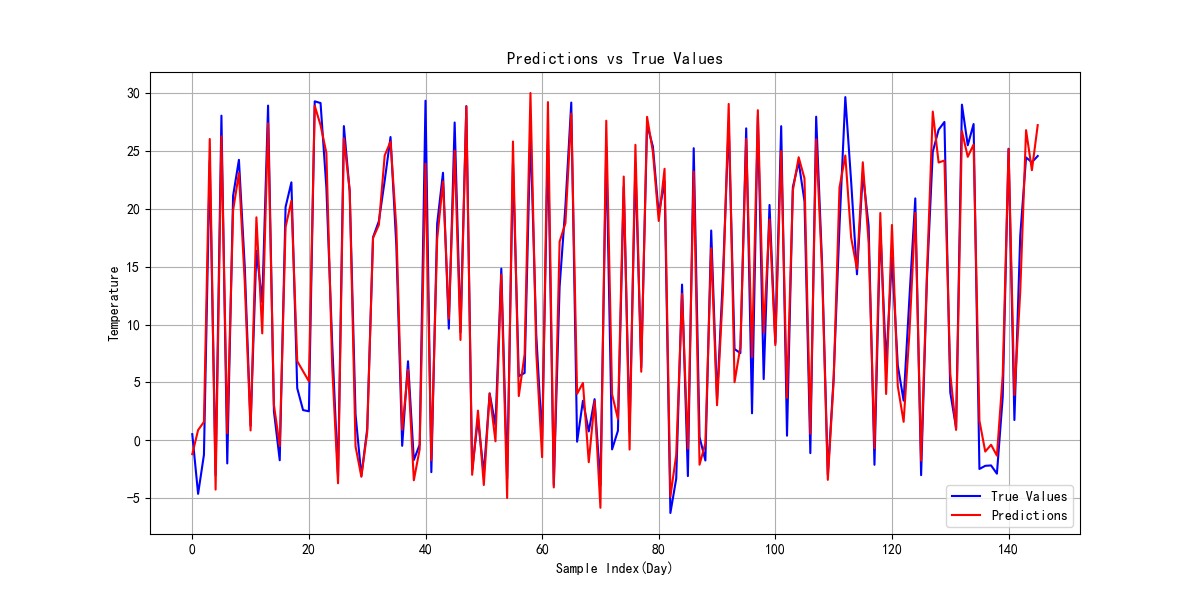 Predictions vs True Values
30
25
20
15
10
5
0
−5
Temperature
0 20 40 60 80 100 120 140
Sample Index(Day)
True Values
Predictions